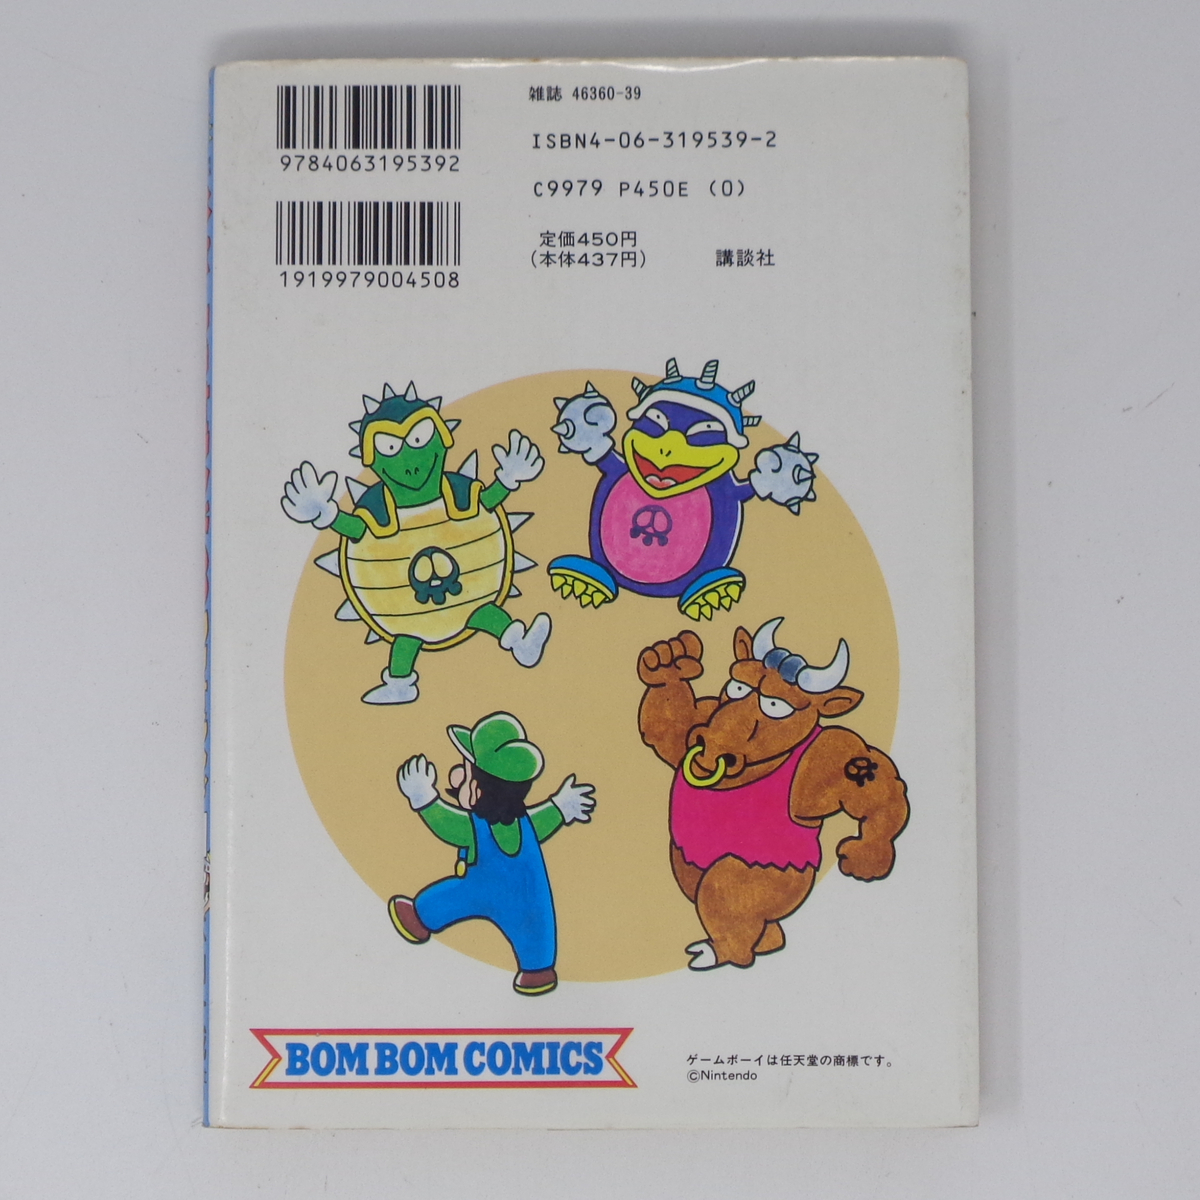 9784063195392
1919979004508
雑誌 46360-39
ISBN4-06-319539-2
C9979 P450E (0)
定価450円
(本体437円)
講談社
BOM BOM COMICS
ゲームボーイは任天堂の商標です。
©Nintendo